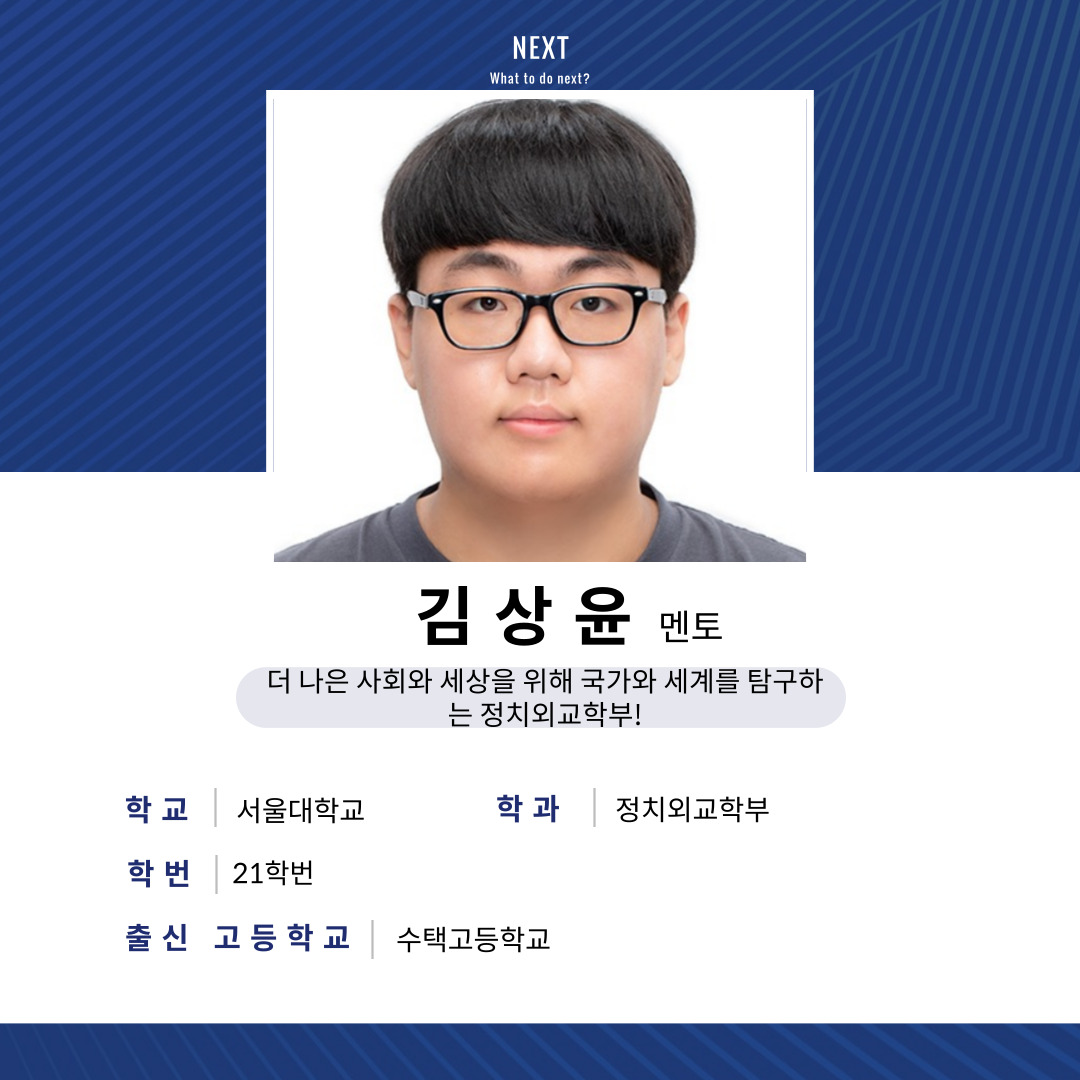 NEXT
What to do next?
김상윤 멘토
더 나은 사회와 세상을 위해 국가와 세계를 탐구하
는 정치외교학부!
학교 서울대학교 학과 정치외교학부
학번 21학번
출신 고등학교 수택고등학교